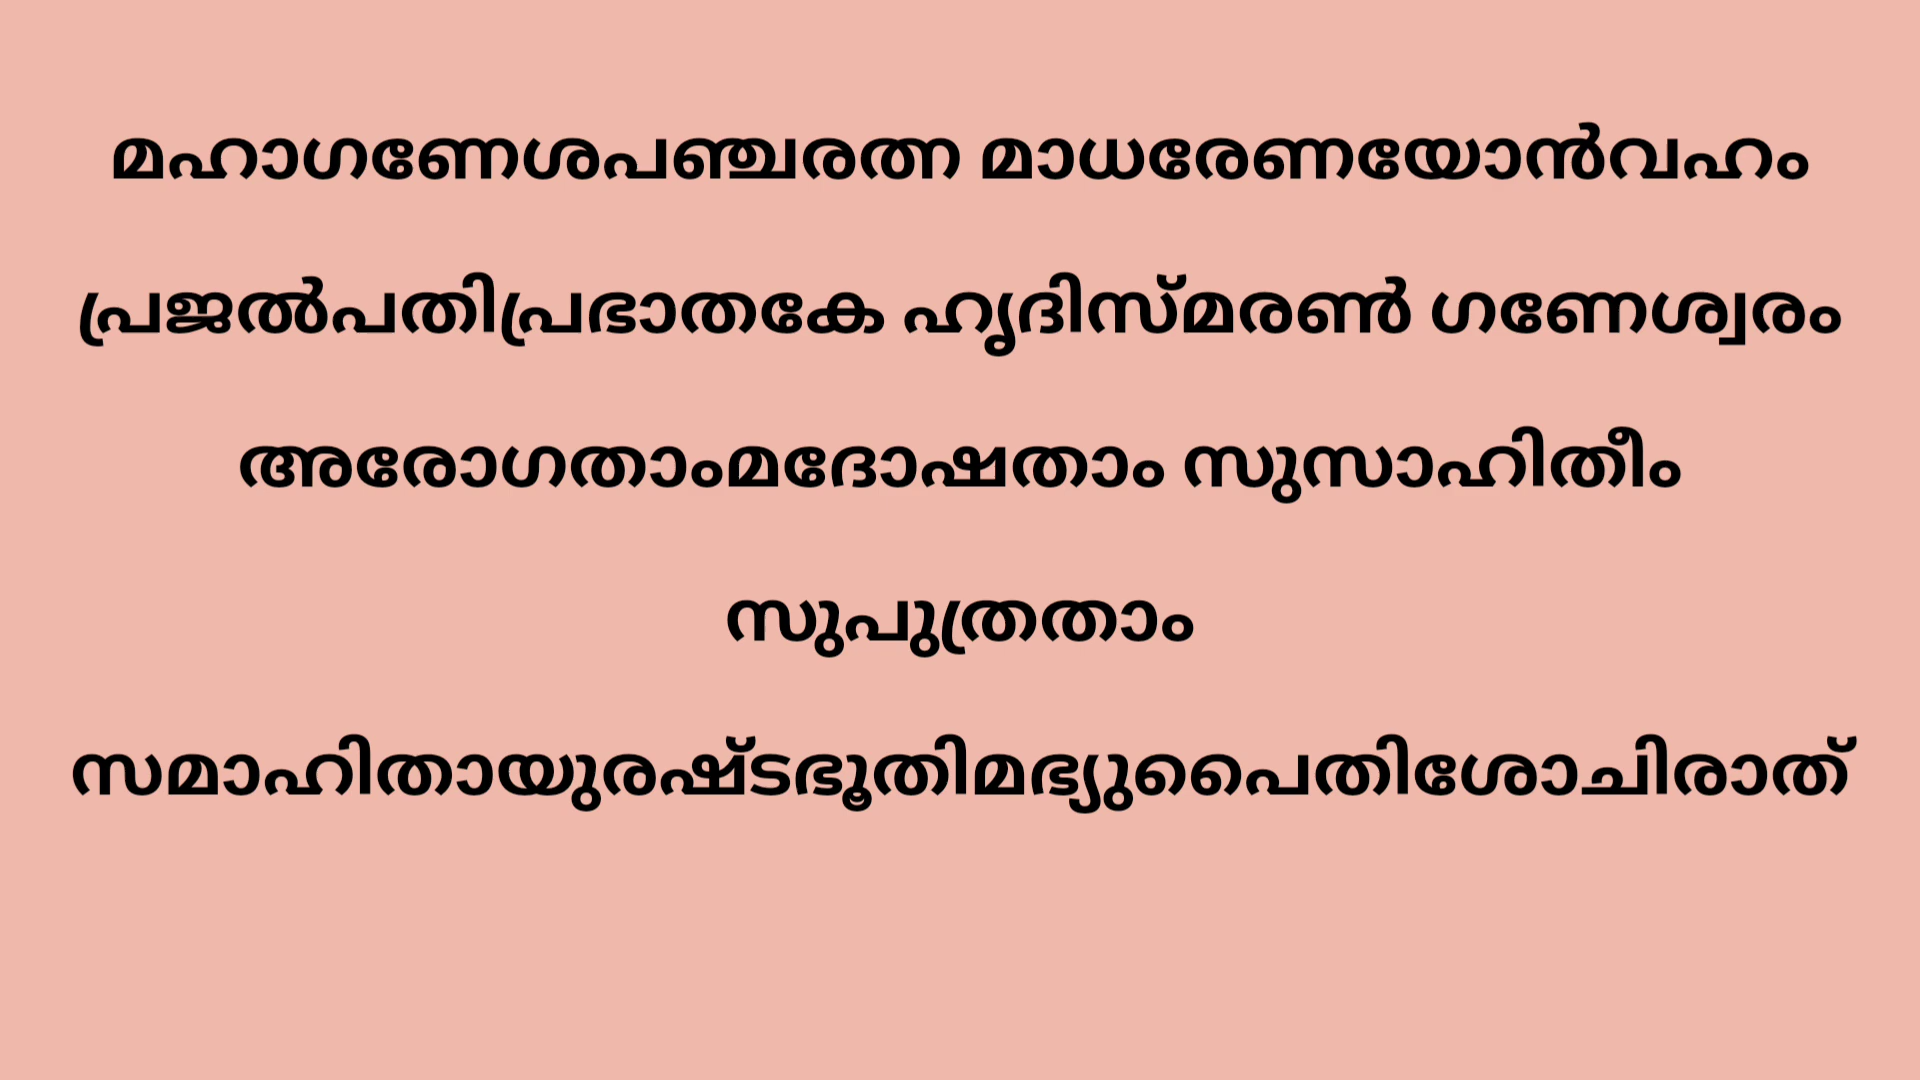 മഹാഗണേശപഞ്ചരത്ന മാധരേണയോൻവഹം
പ്രജൽപതിപ്രഭാതകേ ഹൃദിസ്മരൺ ഗണേശ്വരം
അരോഗതാംമദോഷതാം സുസാഹിതീം
സുപുത്രതാം
സമാഹിതായുരഷ്ടഭൂതിമഭ്യുപൈതിശോചിരാത്